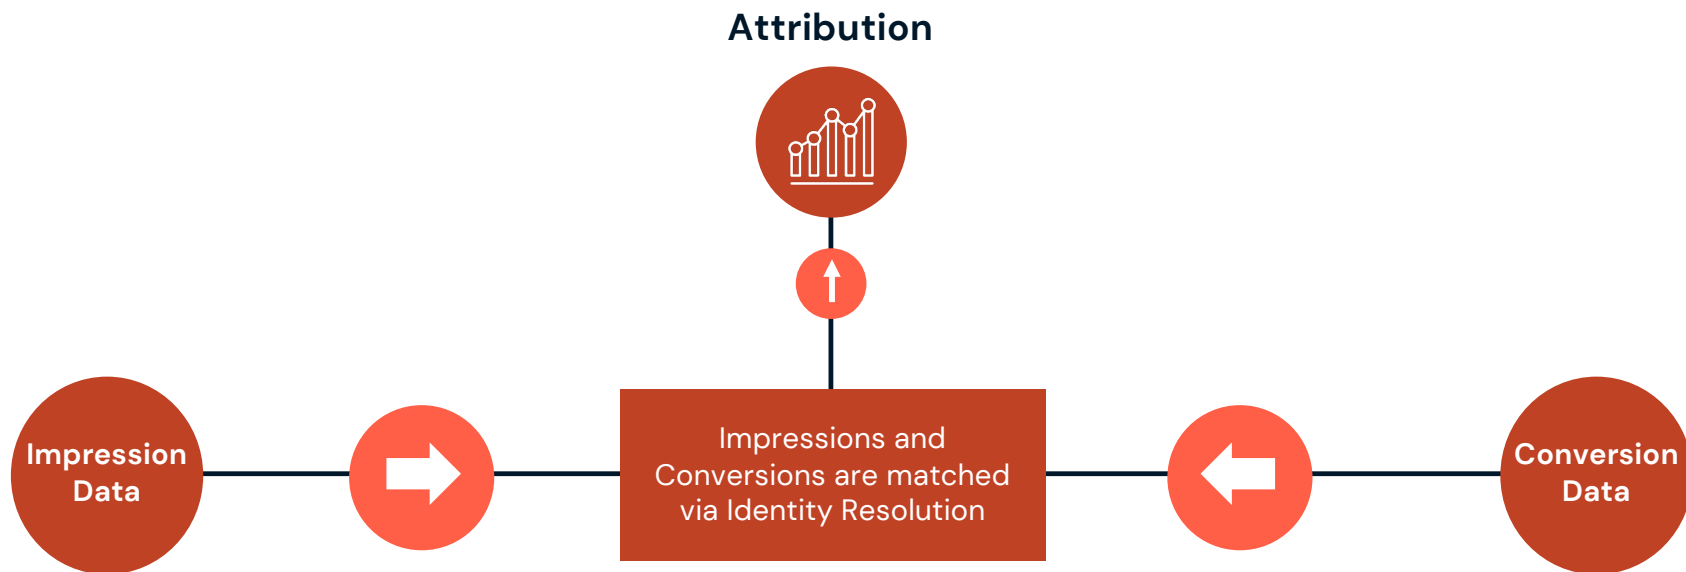 Attribution
Impression
Data
Impressions and
Conversions are matched
via Identity Resolution
Conversion
Data